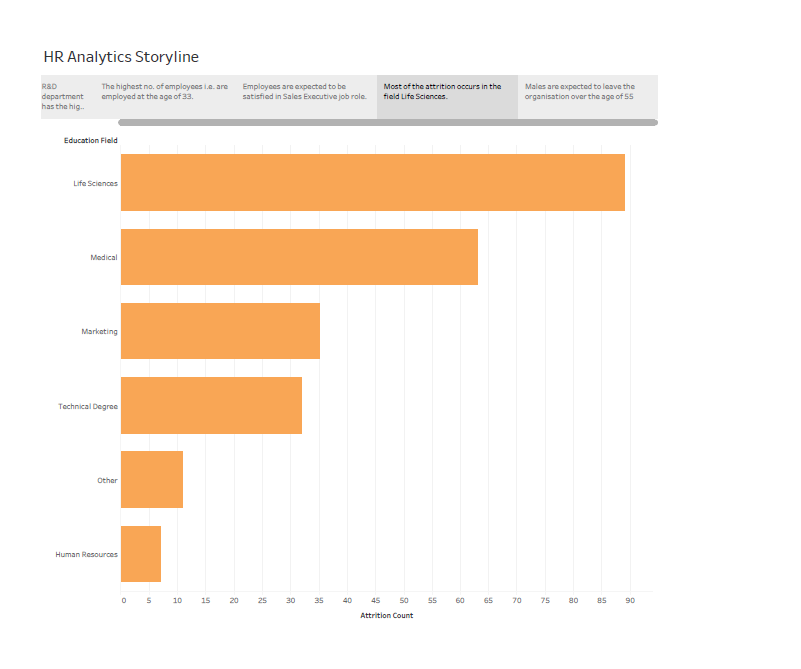 HR Analytics Storyline
R&D
department
has the hig..
The highest no. of employees i.e. are
employed at the age of 33.
Employees are expected to be
satisfied in Sales Executive job role.
Most of the attrition occurs in the
field Life Sciences.
Males are expected to leave the
organisation over the age of 55
Education Field
Life Sciences
Medical
Marketing
Technical Degree
Other
Human Resources
0 5 10 15 20 25 30 35 40 45 50 55 60 65 70 75 80 85 90
Attrition Count